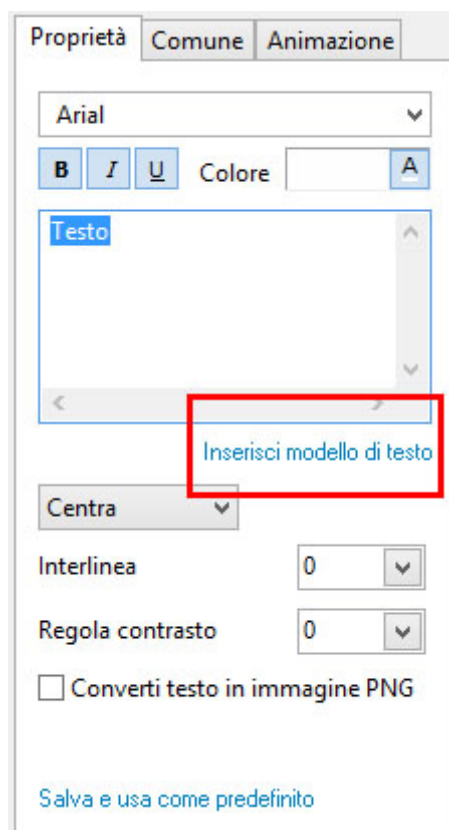 Proprietà Comune Animazione
Arial
B I U Colore A
Testo
Inserisci modello di testo
Centra
Interlinea 0
Regola contrasto 0
Converti testo in immagine PNG
Salva e usa come predefinito